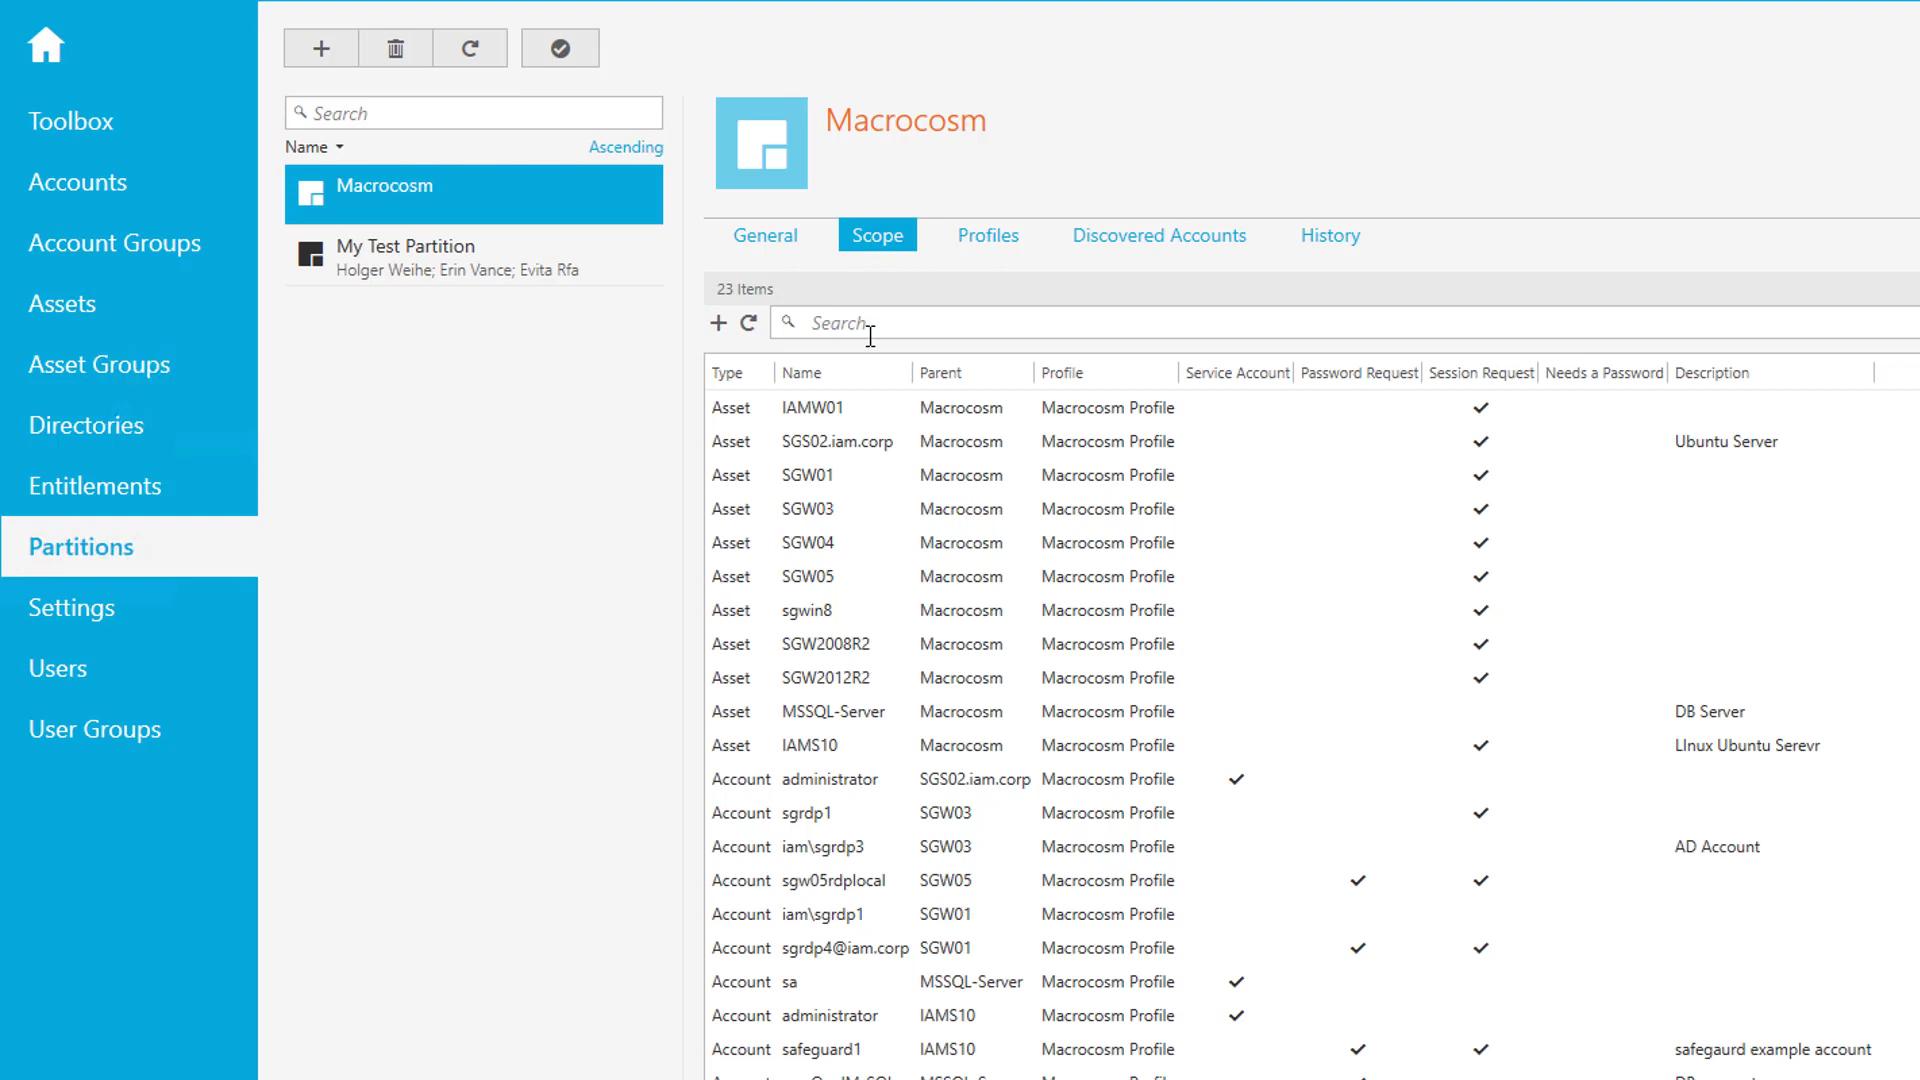 Toolbox
Accounts
Account Groups
Assets
Asset Groups
Directories
Entitlements
Partitions
Settings
Users
User Groups
Search
Name Ascending
Macrocosm
My Test Partition
Holger Weihe; Erin Vance; Evita Rfa
Macrocosm
General Scope Profiles Discovered Accounts History
23 Items
Search
Type Name Parent Profile Service Account Password Request Session Request Needs a Password Description
Asset IAMW01 Macrocosm Macrocosm Profile
Asset SGS02.iam.corp Macrocosm Macrocosm Profile Ubuntu Server
Asset SGW01 Macrocosm Macrocosm Profile
Asset SGW03 Macrocosm Macrocosm Profile
Asset SGW04 Macrocosm Macrocosm Profile
Asset SGW05 Macrocosm Macrocosm Profile
Asset sgwin8 Macrocosm Macrocosm Profile
Asset SGW2008R2 Macrocosm Macrocosm Profile
Asset SGW2012R2 Macrocosm Macrocosm Profile
Asset MSSQL-Server Macrocosm Macrocosm Profile DB Server
Asset IAMS10 Macrocosm Macrocosm Profile LInux Ubuntu Serevr
Account administrator SGS02.iam.corp Macrocosm Profile
Account sgrdp1 SGW03 Macrocosm Profile
Account iam\sgrdp3 SGW03 Macrocosm Profile AD Account
Account sgw05rdplocal SGW05 Macrocosm Profile
Account iam\sgrdp1 SGW01 Macrocosm Profile
Account sgrdp4@iam.corp SGW01 Macrocosm Profile
Account sa MSSQL-Server Macrocosm Profile
Account administrator IAMS10 Macrocosm Profile
Account safeguard1 IAMS10 Macrocosm Profile safegaurd example account